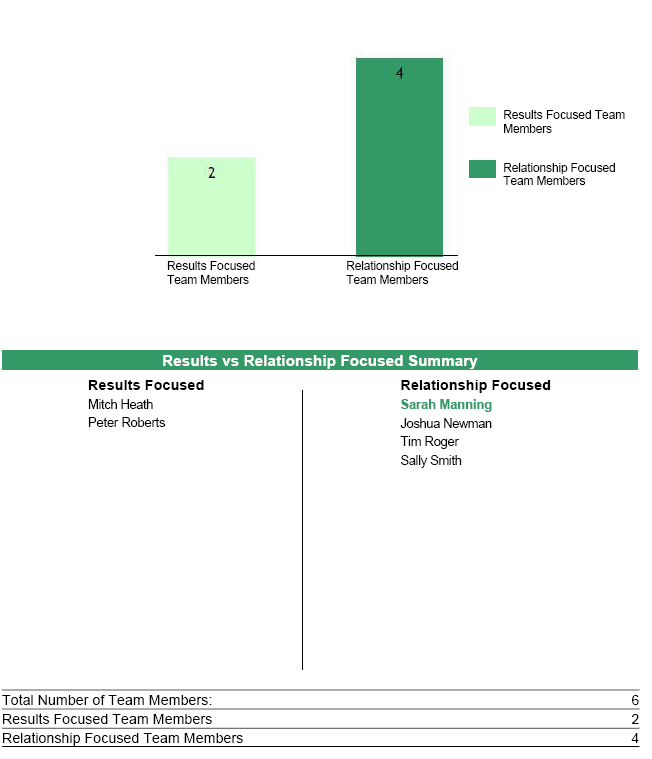 4
2
Results Focused Team
Members
Relationship Focused
Team Members
Results Focused
Team Members
Relationship Focused
Team Members
Results vs Relationship Focused Summary
Results Focused
Mitch Heath
Peter Roberts
Relationship Focused
Sarah Manning
Joshua Newman
Tim Roger
Sally Smith
Total Number of Team Members: 6
Results Focused Team Members 2
Relationship Focused Team Members 4